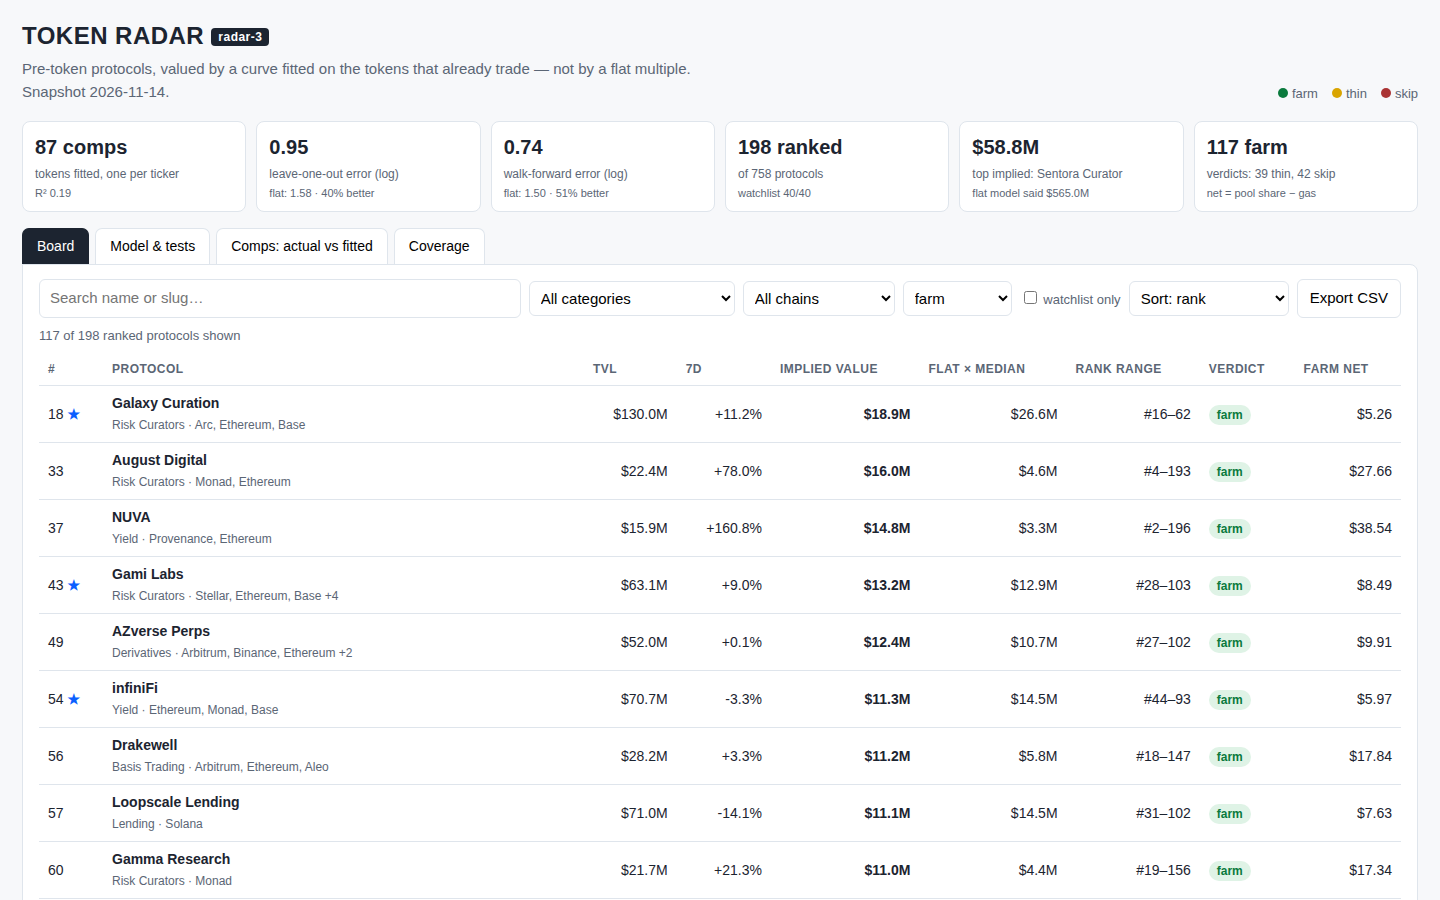 TOKEN RADAR radar-3
Pre-token protocols, valued by a curve fitted on the tokens that already trade — not by a flat multiple.
Snapshot 2026-11-14.
farm thin skip
87 comps
tokens fitted, one per ticker
R² 0.19
0.95
leave-one-out error (log)
flat: 1.58 · 40% better
0.74
walk-forward error (log)
flat: 1.50 · 51% better
198 ranked
of 758 protocols
watchlist 40/40
$58.8M
top implied: Sentora Curator
flat model said $565.0M
117 farm
verdicts: 39 thin, 42 skip
net = pool share − gas
Board Model & tests Comps: actual vs fitted Coverage
Search name or slug… All categories All chains farm watchlist only Sort: rank Export CSV
117 of 198 ranked protocols shown
# PROTOCOL TVL 7D IMPLIED VALUE FLAT × MEDIAN RANK RANGE VERDICT FARM NET
18 ★ Galaxy Curation $130.0M +11.2% $18.9M $26.6M #16–62 farm $5.26
Risk Curators · Arc, Ethereum, Base
33 August Digital $22.4M +78.0% $16.0M $4.6M #4–193 farm $27.66
Risk Curators · Monad, Ethereum
37 NUVA $15.9M +160.8% $14.8M $3.3M #2–196 farm $38.54
Yield · Provenance, Ethereum
43 ★ Gami Labs $63.1M +9.0% $13.2M $12.9M #28–103 farm $8.49
Risk Curators · Stellar, Ethereum, Base +4
49 AZverse Perps $52.0M +0.1% $12.4M $10.7M #27–102 farm $9.91
Derivatives · Arbitrum, Binance, Ethereum +2
54 ★ infiniFi $70.7M -3.3% $11.3M $14.5M #44–93 farm $5.97
Yield · Ethereum, Monad, Base
56 Drakewell $28.2M +3.3% $11.2M $5.8M #18–147 farm $17.84
Basis Trading · Arbitrum, Ethereum, Aleo
57 Loopscale Lending $71.0M -14.1% $11.1M $14.5M #31–102 farm $7.63
Lending · Solana
60 Gamma Research $21.7M +21.3% $11.0M $4.4M #19–156 farm $17.34
Risk Curators · Monad